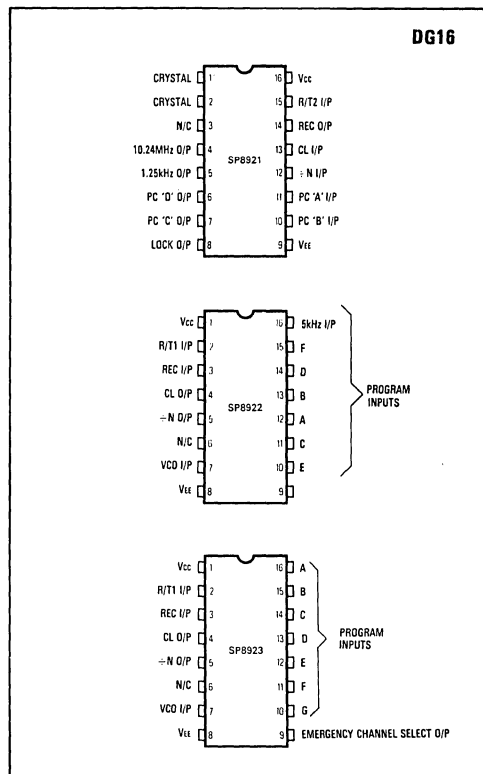 DG16
CRYSTAL 1 16 Vcc
CRYSTAL 2 15 R/T2 I/P
N/C 3 14 REC O/P
10.24MHz O/P 4 13 CL I/P
SP8921
1.25kHz O/P 5 12 ÷N I/P
PC 'D' O/P 6 11 PC 'A' I/P
PC 'C' O/P 7 10 PC 'B' I/P
LOCK O/P 8 9 VEE
Vcc 1 16 5kHz I/P
R/T1 I/P 2 15 F
REC I/P 3 14 D
CL O/P 4 13 B
SP8922
PROGRAM
INPUTS
÷N O/P 5 12 A
N/C 6 11 C
VCO I/P 7 10 E
VEE 8 9
Vcc 1 16 A
R/T1 I/P 2 15 B
REC I/P 3 14 C
CL O/P 4 13 D
SP8923
PROGRAM
INPUTS
÷N O/P 5 12 E
N/C 6 11 F
VCO I/P 7 10 G
VEE 8 9 EMERGENCY CHANNEL SELECT O/P